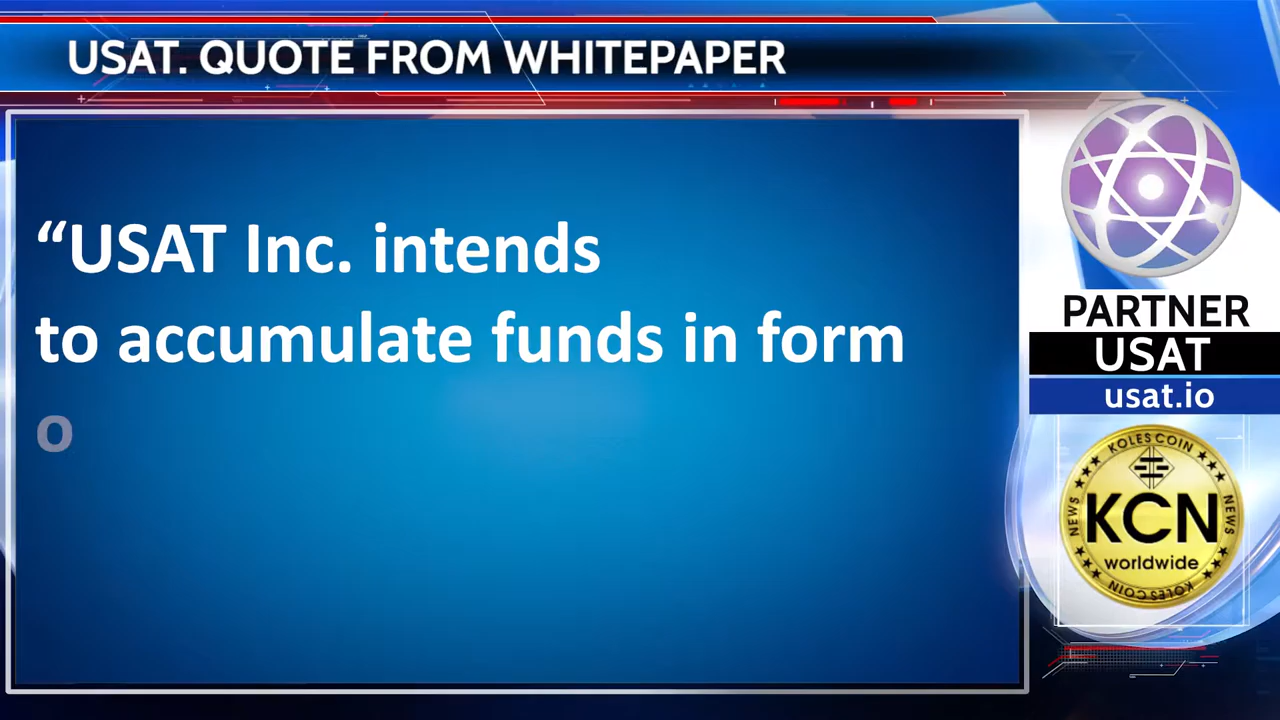 USAT. QUOTE FROM WHITEPAPER
“USAT Inc. intends
to accumulate funds in form
o
PARTNER
USAT
usat.io
KOLES COIN
NEWS
KCN
NEWS
worldwide
KOLES COIN